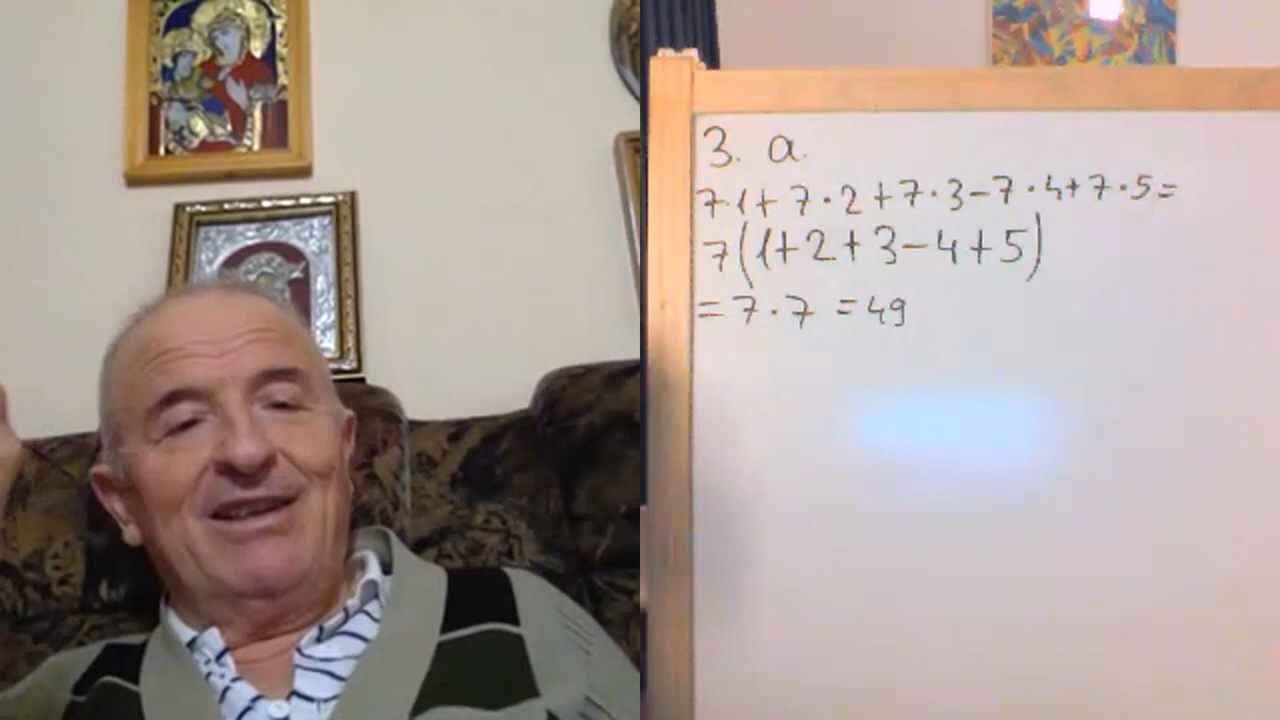 3. a.
7·1+7·2+7·3-7·4+7·5=
7(1+2+3-4+5)
=7·7=49